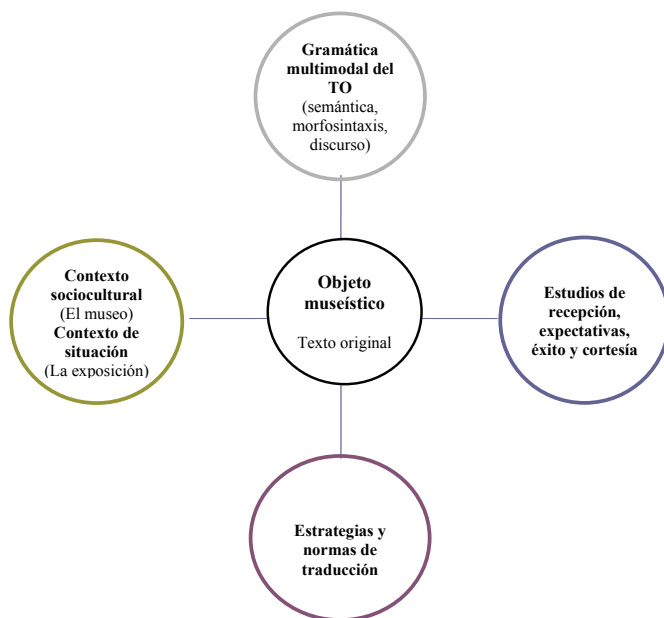 Gramática
multimodal del
TO
(semántica,
morfosintaxis,
discurso)
Contexto
sociocultural
(El museo)
Contexto de
situación
(La exposición)
Objeto
museístico
Texto original
Estudios de
recepción,
expectativas,
éxito y cortesía
Estrategias y
normas de
traducción